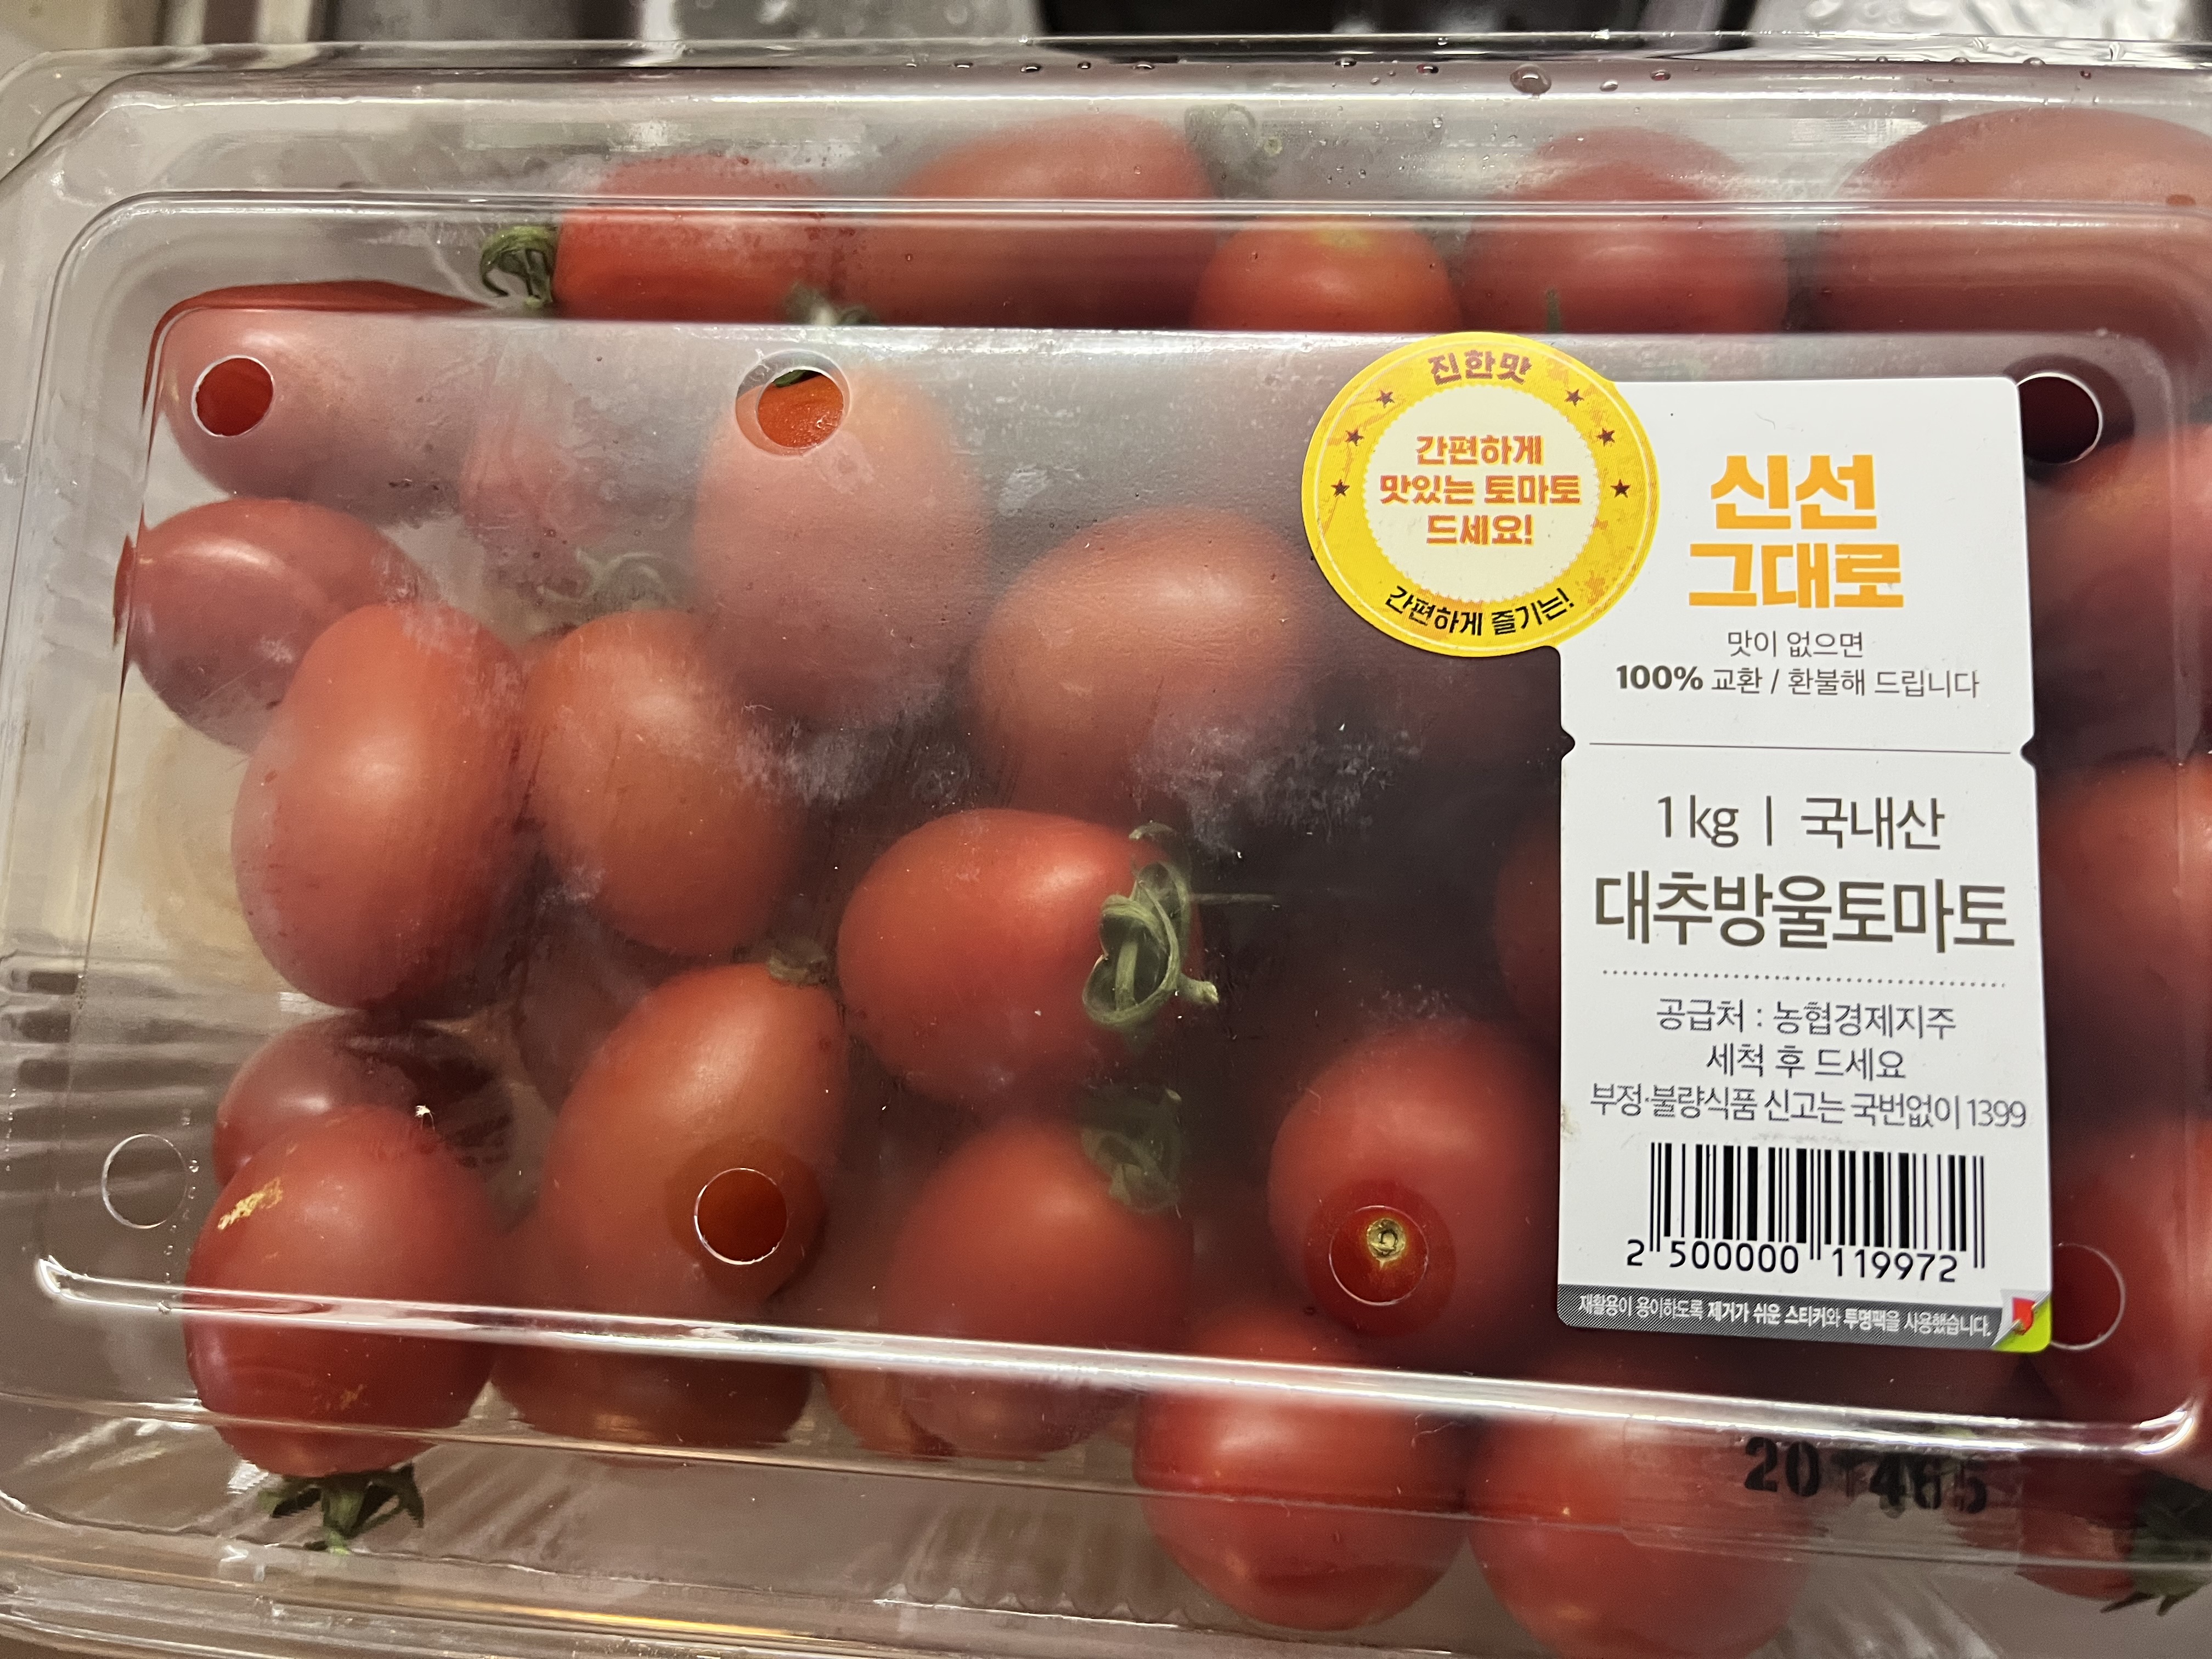 진한맛
간편하게
맛있는 토마토
드세요!
간편하게 즐기는!
신선
그대로
맛이 없으면
100% 교환 / 환불해 드립니다
1kg | 국내산
대추방울토마토
공급처 : 농협경제지주
세척 후 드세요
부정·불량식품 신고는 국번없이 1399
2 500000 119972
재활용이 용이하도록 제거가 쉬운 스티커와 투명팩을 사용했습니다.